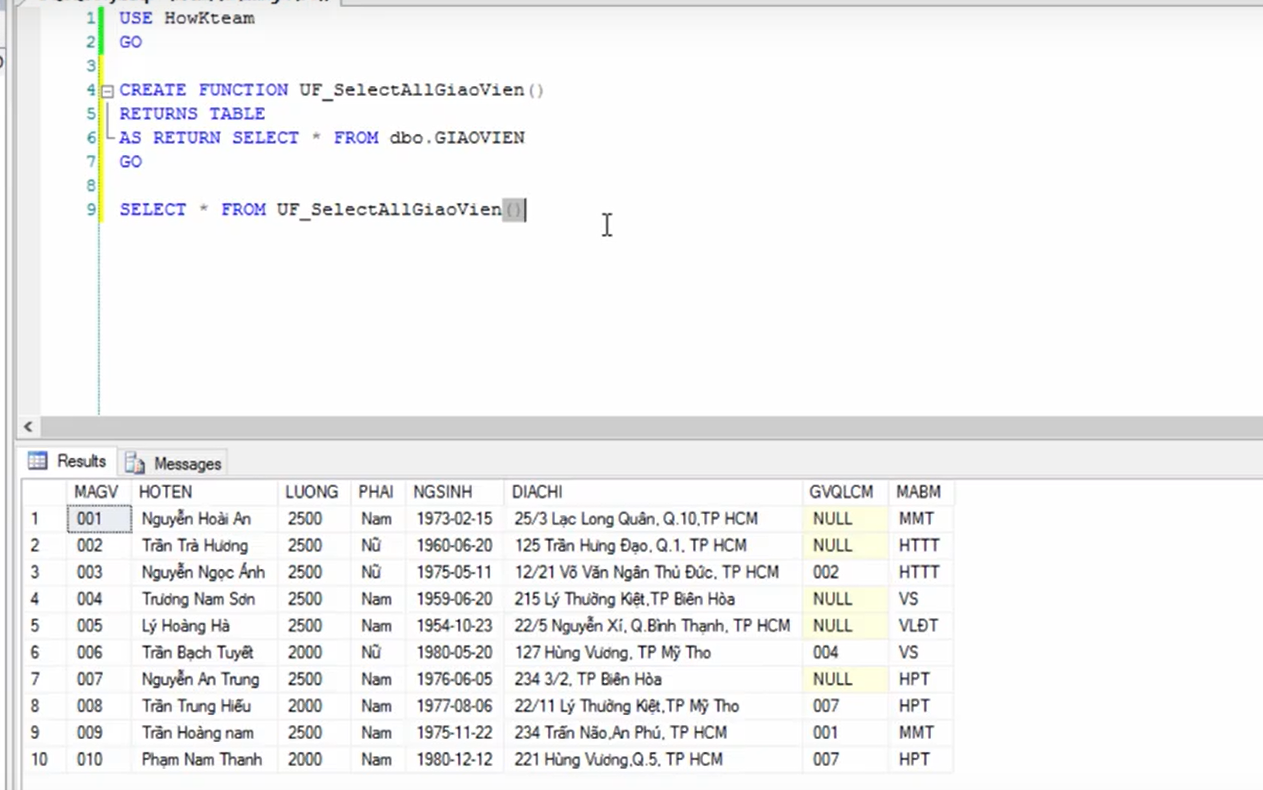 1 USE HowKteam
2 GO
3
4 CREATE FUNCTION UF_SelectAllGiaoVien()
5 RETURNS TABLE
6 AS RETURN SELECT * FROM dbo.GIAOVIEN
7 GO
8
9 SELECT * FROM UF_SelectAllGiaoVien()
Results Messages
MAGV HOTEN LUONG PHAI NGSINH DIACHI GVQLCM MABM
1 001 Nguyễn Hoài An 2500 Nam 1973-02-15 25/3 Lạc Long Quân, Q.10,TP HCM NULL MMT
2 002 Trần Trà Hương 2500 Nữ 1960-06-20 125 Trần Hưng Đạo, Q.1, TP HCM NULL HTTT
3 003 Nguyễn Ngọc Ánh 2500 Nữ 1975-05-11 12/21 Võ Văn Ngân Thủ Đức, TP HCM 002 HTTT
4 004 Trương Nam Sơn 2500 Nam 1959-06-20 215 Lý Thường Kiệt,TP Biên Hòa NULL VS
5 005 Lý Hoàng Hà 2500 Nam 1954-10-23 22/5 Nguyễn Xí, Q.Bình Thạnh, TP HCM NULL VLĐT
6 006 Trần Bạch Tuyết 2000 Nữ 1980-05-20 127 Hùng Vương, TP Mỹ Tho 004 VS
7 007 Nguyễn An Trung 2500 Nam 1976-06-05 234 3/2, TP Biên Hòa NULL HPT
8 008 Trần Trung Hiếu 2000 Nam 1977-08-06 22/11 Lý Thường Kiệt,TP Mỹ Tho 007 HPT
9 009 Trần Hoàng nam 2500 Nam 1975-11-22 234 Trấn Não,An Phú, TP HCM 001 MMT
10 010 Phạm Nam Thanh 2000 Nam 1980-12-12 221 Hùng Vương,Q.5, TP HCM 007 HPT